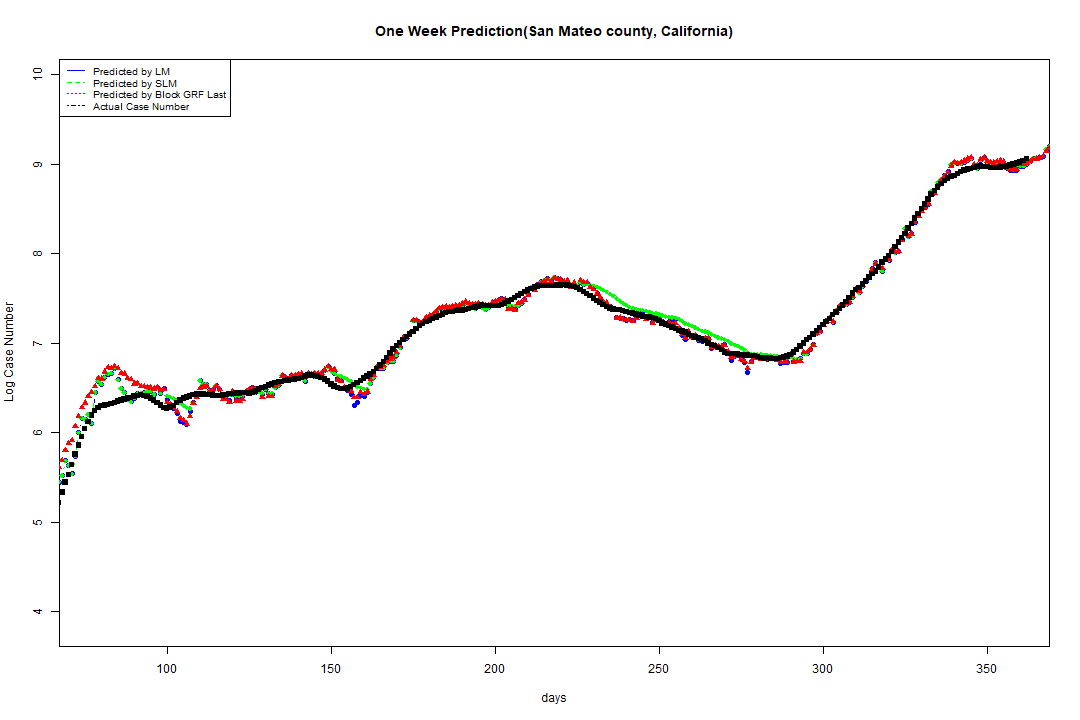 One Week Prediction(San Mateo county, California)
Predicted by LM
Predicted by SLM
Predicted by Block GRF Last
Actual Case Number
10
9
8
7
6
5
4
Log Case Number
100 150 200 250 300 350
days